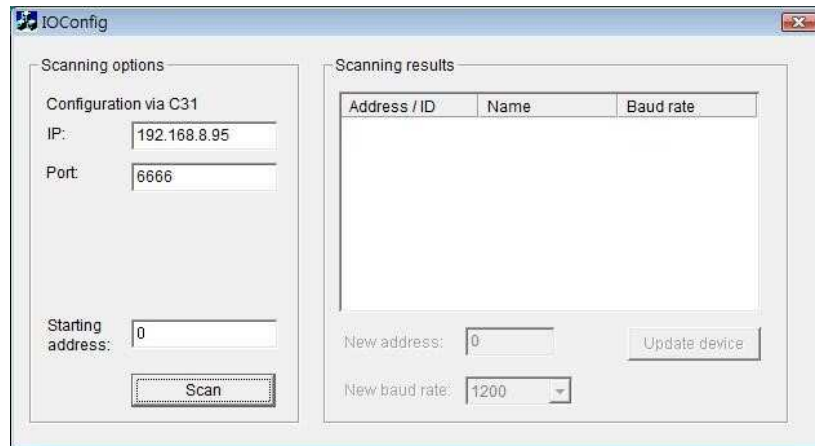 IOConfig
Scanning options
Configuration via C31
IP: 192.168.8.95
Port: 6666
Starting address: 0
Scan
Scanning results
Address / ID Name Baud rate
New address: 0 Update device
New baud rate: 1200